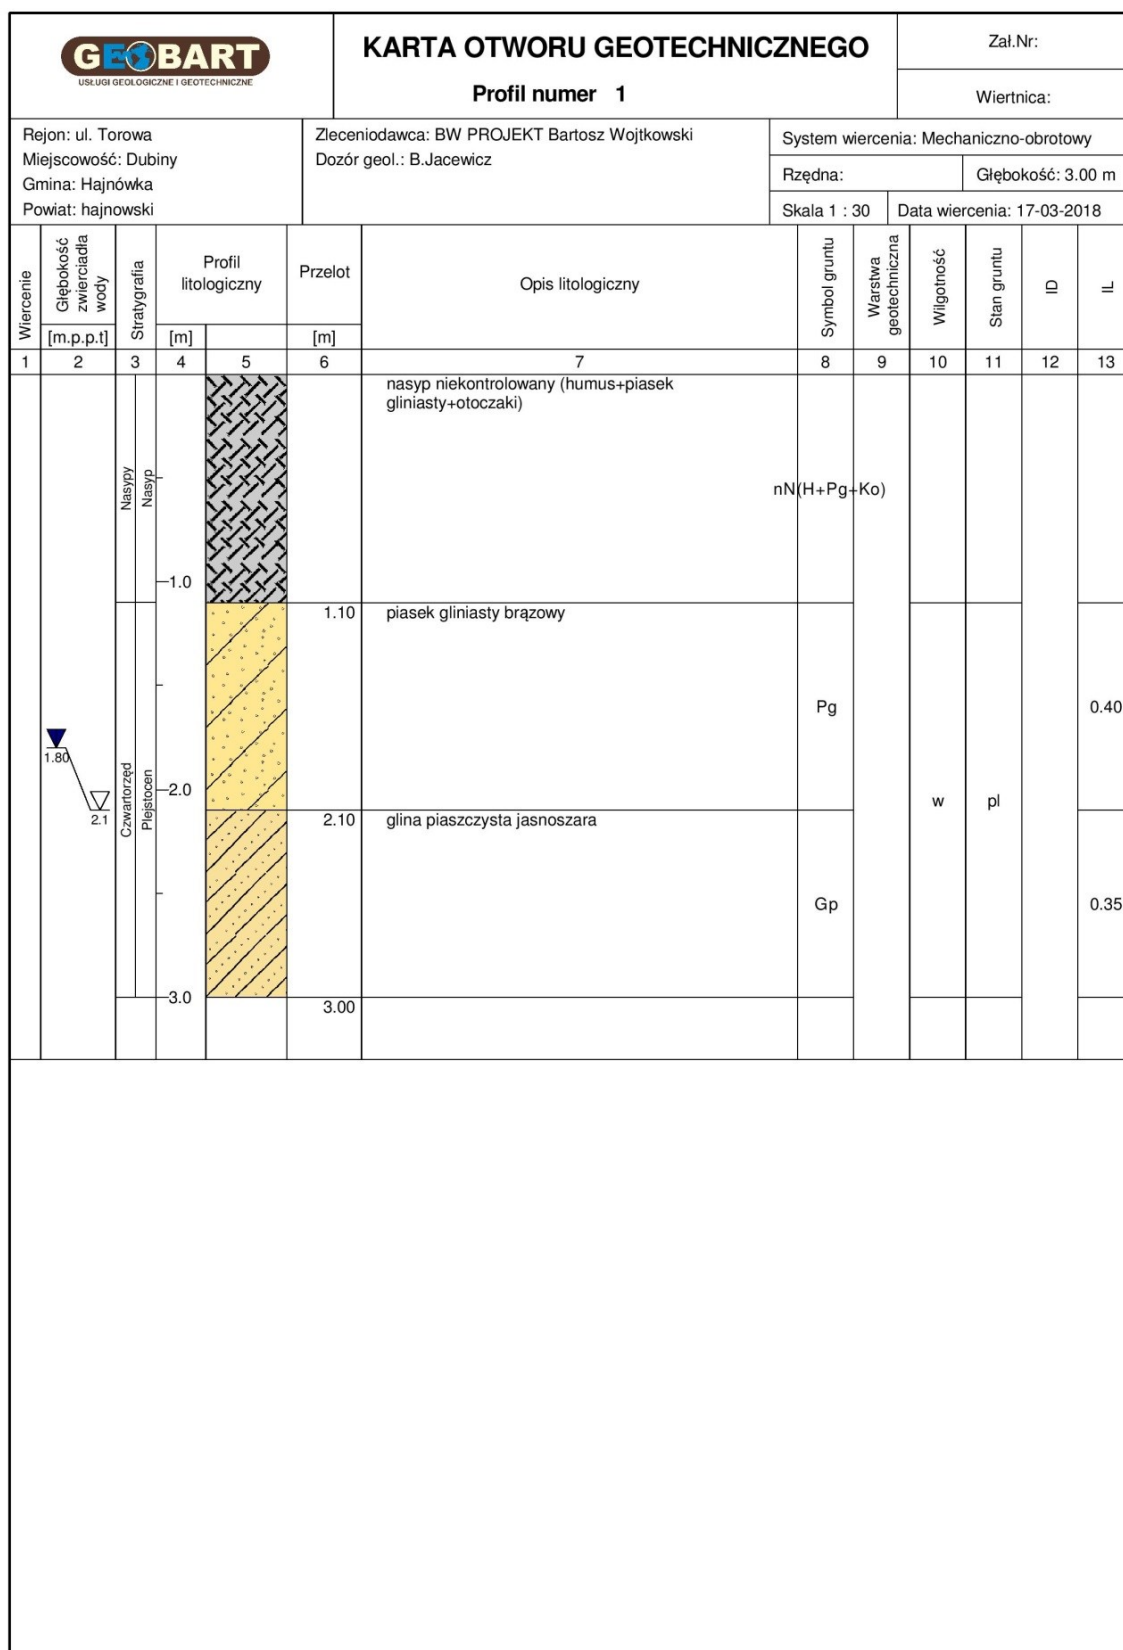 GEOBART
USŁUGI GEOLOGICZNE I GEOTECHNICZNE
KARTA OTWORU GEOTECHNICZNEGO
Profil numer 1
Zał.Nr:
Wiertnica:
Rejon: ul. Torowa
Miejscowość: Dubiny
Gmina: Hajnówka
Powiat: hajnowski
Zleceniodawca: BW PROJEKT Bartosz Wojtkowski
Dozór geol.: B.Jacewicz
System wiercenia: Mechaniczno-obrotowy
Rzędna:
Głębokość: 3.00 m
Skala 1 : 30
Data wiercenia: 17-03-2018
Wiercenie
Głębokość
zwierciadła
wody
[m.p.p.t]
Stratygrafia
Profil
litologiczny
[m]
Przelot
[m]
Opis litologiczny
Symbol gruntu
Warstwa
geotechniczna
Wilgotność
Stan gruntu
ID
IL
1 2 3 4 5 6 7 8 9 10 11 12 13
nasyp niekontrolowany (humus+piasek
gliniasty+otoczaki)
Nasypy
Nasyp
nN(H+Pg+Ko)
1.0
1.10 piasek gliniasty brązowy
Pg
0.40
1.80
2.1
Czwartorzęd
Plejstocen
2.0
w
pl
2.10 glina piaszczysta jasnoszara
Gp
0.35
3.0
3.00